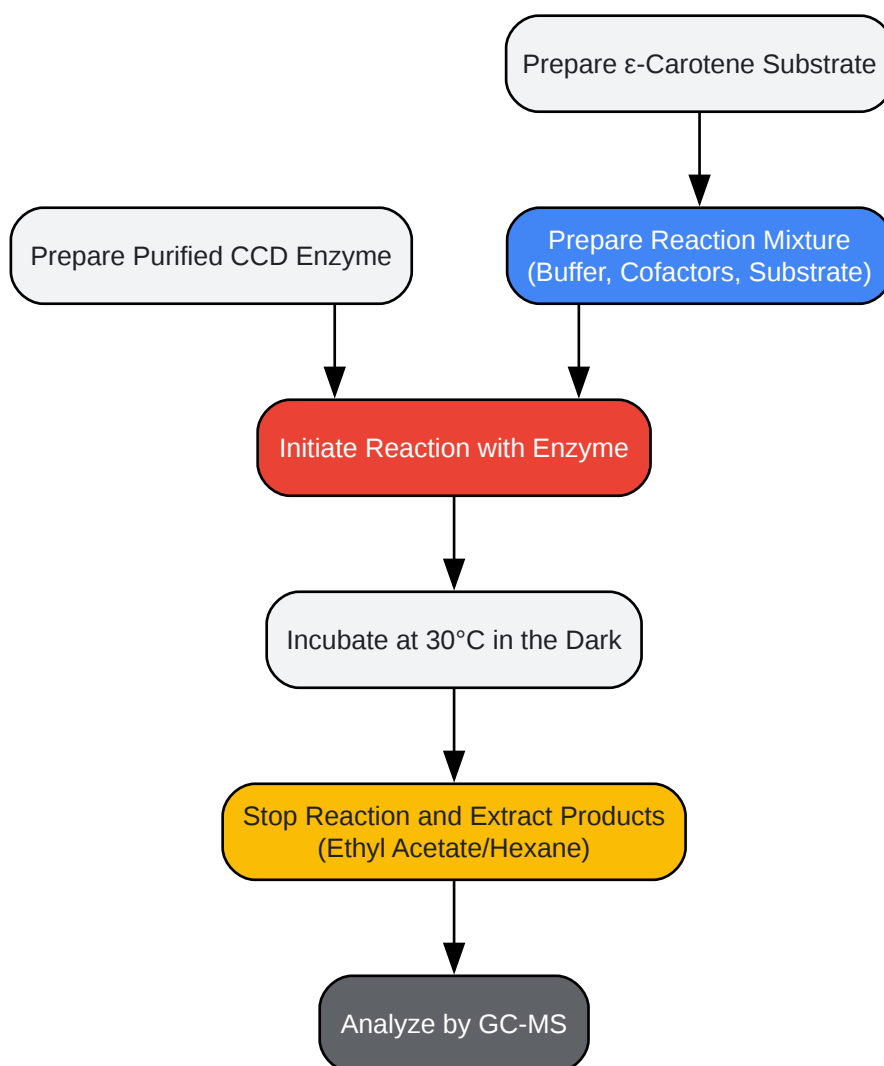 Prepare ε-Carotene Substrate
Prepare Purified CCD Enzyme
Prepare Reaction Mixture
(Buffer, Cofactors, Substrate)
Initiate Reaction with Enzyme
Incubate at 30°C in the Dark
Stop Reaction and Extract Products
(Ethyl Acetate/Hexane)
Analyze by GC-MS